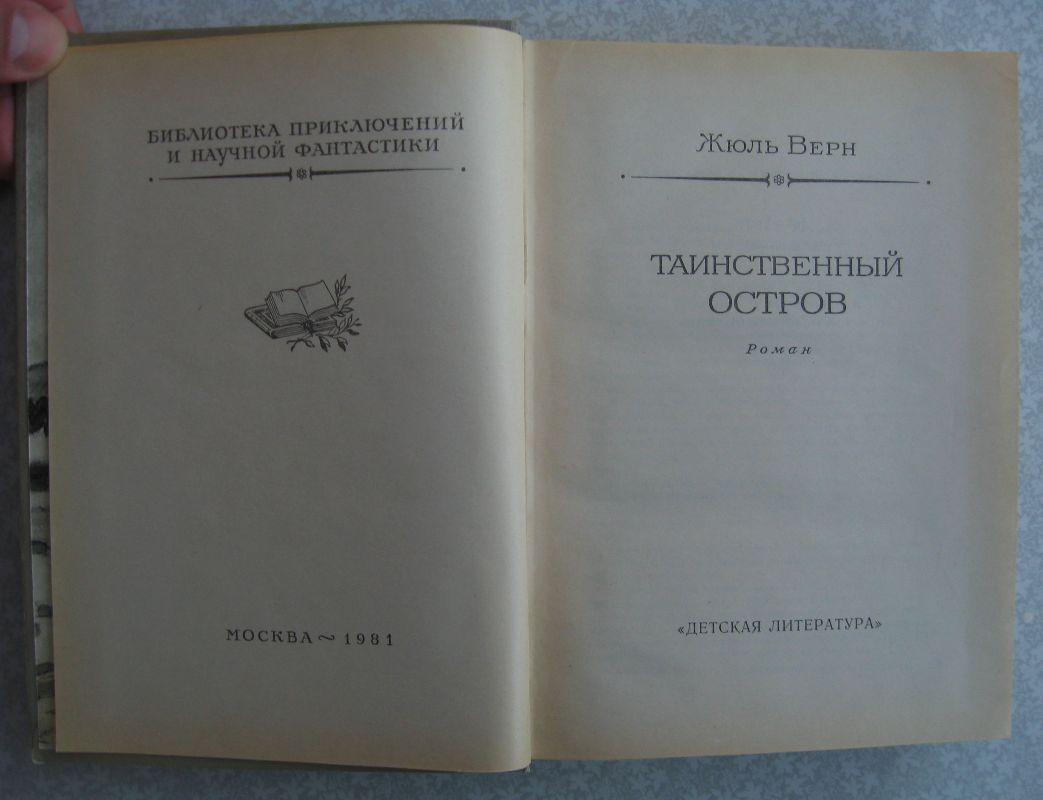 БИБЛИОТЕКА ПРИКЛЮЧЕНИЙ
И НАУЧНОЙ ФАНТАСТИКИ
МОСКВА ~ 1981
Жюль Верн
ТАИНСТВЕННЫЙ
ОСТРОВ
Роман
«ДЕТСКАЯ ЛИТЕРАТУРА»